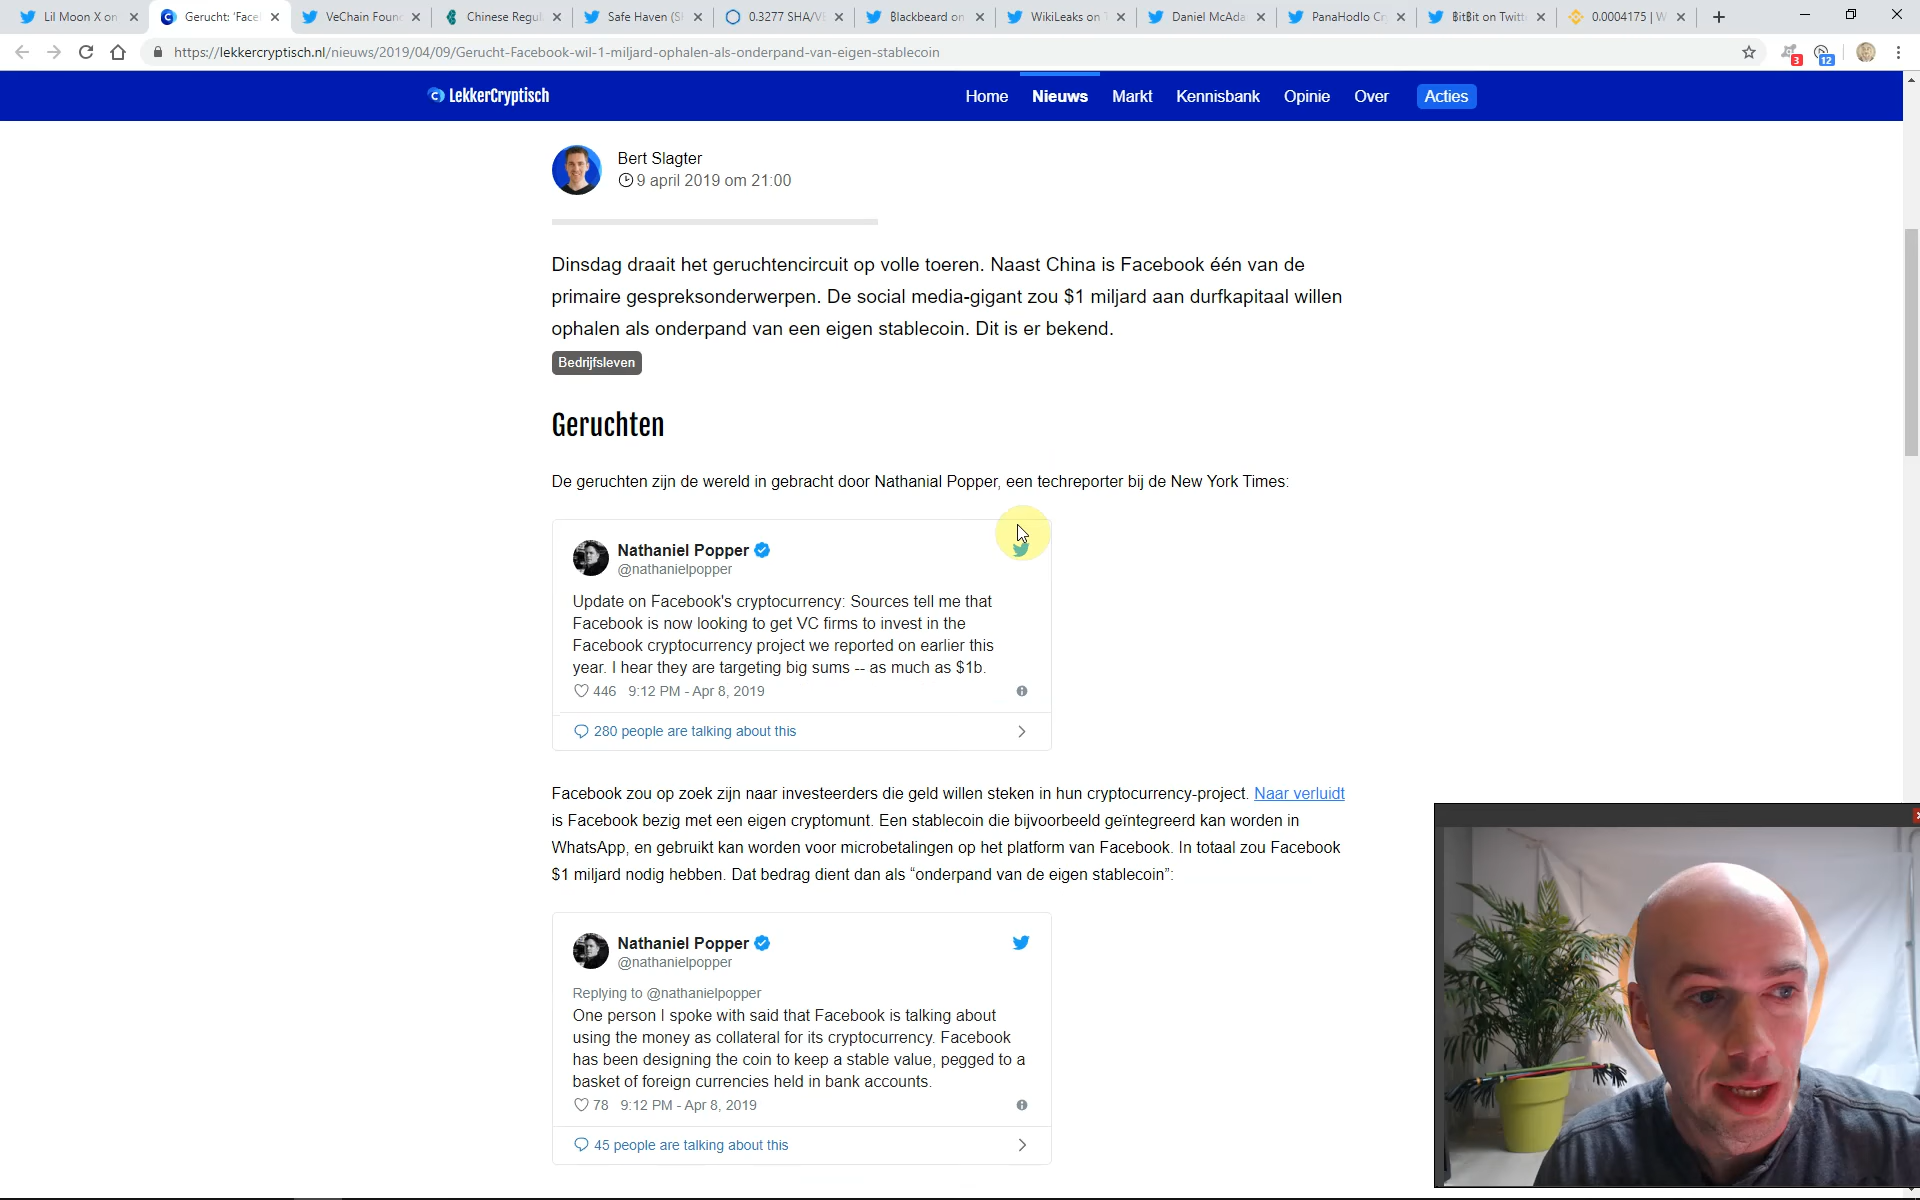 Lil Moon X on
Gerucht: 'Face
VeChain Foun
Chinese Regul
Safe Haven (S
0.3277 SHA/VE
Blackbeard on
WikiLeaks on T
Daniel McAda
PanaHodlo Cr
BitBit on Twitt
0.0004175 | W
https://lekkercryptisch.nl/nieuws/2019/04/09/Gerucht-Facebook-wil-1-miljard-ophalen-als-onderpand-van-eigen-stablecoin
3
12
LekkerCryptisch
Home
Nieuws
Markt
Kennisbank
Opinie
Over
Acties
Bert Slagter
9 april 2019 om 21:00
Dinsdag draait het geruchtencircuit op volle toeren. Naast China is Facebook één van de
primaire gespreksonderwerpen. De social media-gigant zou $1 miljard aan durfkapitaal willen
ophalen als onderpand van een eigen stablecoin. Dit is er bekend.
Bedrijfsleven
Geruchten
De geruchten zijn de wereld in gebracht door Nathanial Popper, een techreporter bij de New York Times:
Nathaniel Popper
@nathanielpopper
Update on Facebook's cryptocurrency: Sources tell me that
Facebook is now looking to get VC firms to invest in the
Facebook cryptocurrency project we reported on earlier this
year. I hear they are targeting big sums -- as much as $1b.
446 9:12 PM - Apr 8, 2019
280 people are talking about this
Facebook zou op zoek zijn naar investeerders die geld willen steken in hun cryptocurrency-project. Naar verluidt
is Facebook bezig met een eigen cryptomunt. Een stablecoin die bijvoorbeeld geïntegreerd kan worden in
WhatsApp, en gebruikt kan worden voor microbetalingen op het platform van Facebook. In totaal zou Facebook
$1 miljard nodig hebben. Dat bedrag dient dan als “onderpand van de eigen stablecoin”:
Nathaniel Popper
@nathanielpopper
Replying to @nathanielpopper
One person I spoke with said that Facebook is talking about
using the money as collateral for its cryptocurrency. Facebook
has been designing the coin to keep a stable value, pegged to a
basket of foreign currencies held in bank accounts.
78 9:12 PM - Apr 8, 2019
45 people are talking about this